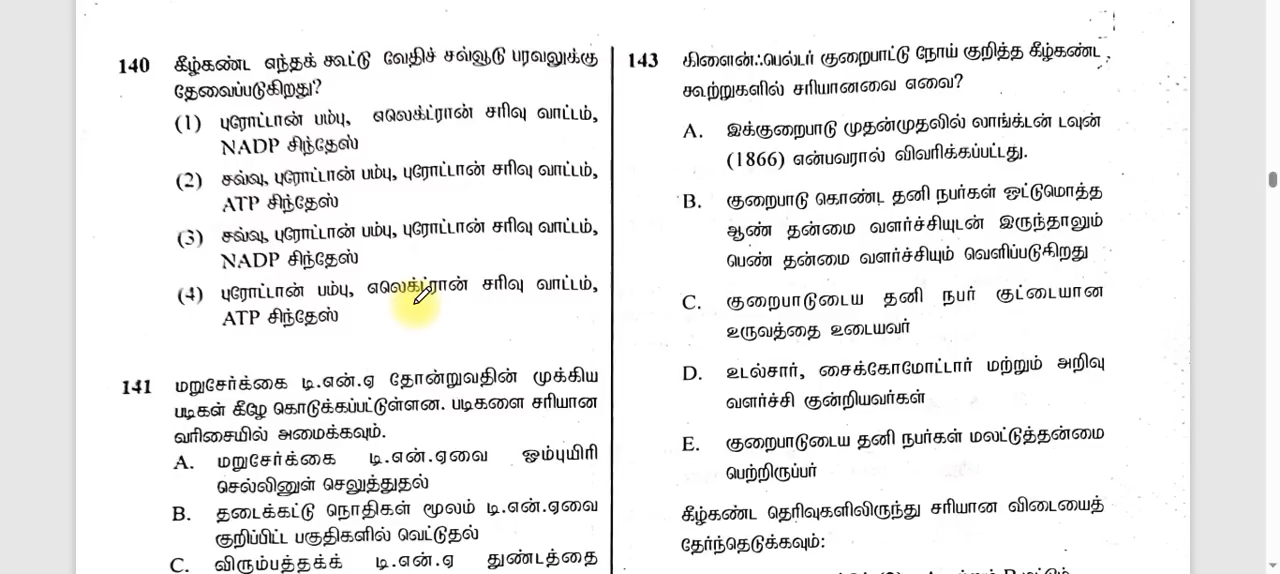 140 கீழ்கண்ட எந்தக் கூட்டு வேதிச் சவ்வூடு பரவலுக்கு
தேவைப்படுகிறது?
(1) புரோட்டான் பம்பு, எலெக்ட்ரான் சரிவு வாட்டம்,
NADP சிந்தேஸ்
(2) சவ்வு, புரோட்டான் பம்பு, புரோட்டான் சரிவு வாட்டம்,
ATP சிந்தேஸ்
(3) சவ்வு, புரோட்டான் பம்பு, புரோட்டான் சரிவு வாட்டம்,
NADP சிந்தேஸ்
(4) புரோட்டான் பம்பு, எலெக்ட்ரான் சரிவு வாட்டம்,
ATP சிந்தேஸ்
141 மறுசேர்க்கை டி.என்.ஏ தோன்றுவதின் முக்கிய
படிகள் கீழே கொடுக்கப்பட்டுள்ளன. படிகளை சரியான
வரிசையில் அமைக்கவும்.
A. மறுசேர்க்கை டி.என்.ஏவை ஓம்புயிரி
செல்லினுள் செலுத்துதல்
B. தடைக்கட்டு நொதிகள் மூலம் டி.என்.ஏவை
குறிப்பிட்ட பகுதிகளில் வெட்டுதல்
C. விரும்பத்தக்க் டி.என்.ஏ துண்டத்தை
143 கிளைன்ஃபெல்டர் குறைபாட்டு நோய் குறித்த கீழ்கண்ட
கூற்றுகளில் சரியானவை எவை?
A. இக்குறைபாடு முதன்முதலில் லாங்க்டன் டவுன்
(1866) என்பவரால் விவரிக்கப்பட்டது.
B. குறைபாடு கொண்ட தனி நபர்கள் ஒட்டுமொத்த
ஆண் தன்மை வளர்ச்சியுடன் இருந்தாலும்
பெண் தன்மை வளர்ச்சியும் வெளிப்படுகிறது
C. குறைபாடுடைய தனி நபர் குட்டையான
உருவத்தை உடையவர்
D. உடல்சார், சைக்கோமோட்டார் மற்றும் அறிவு
வளர்ச்சி குன்றியவர்கள்
E. குறைபாடுடைய தனி நபர்கள் மலட்டுத்தன்மை
பெற்றிருப்பர்
கீழ்கண்ட தெரிவுகளிலிருந்து சரியான விடையைத்
தேர்ந்தெடுக்கவும்: